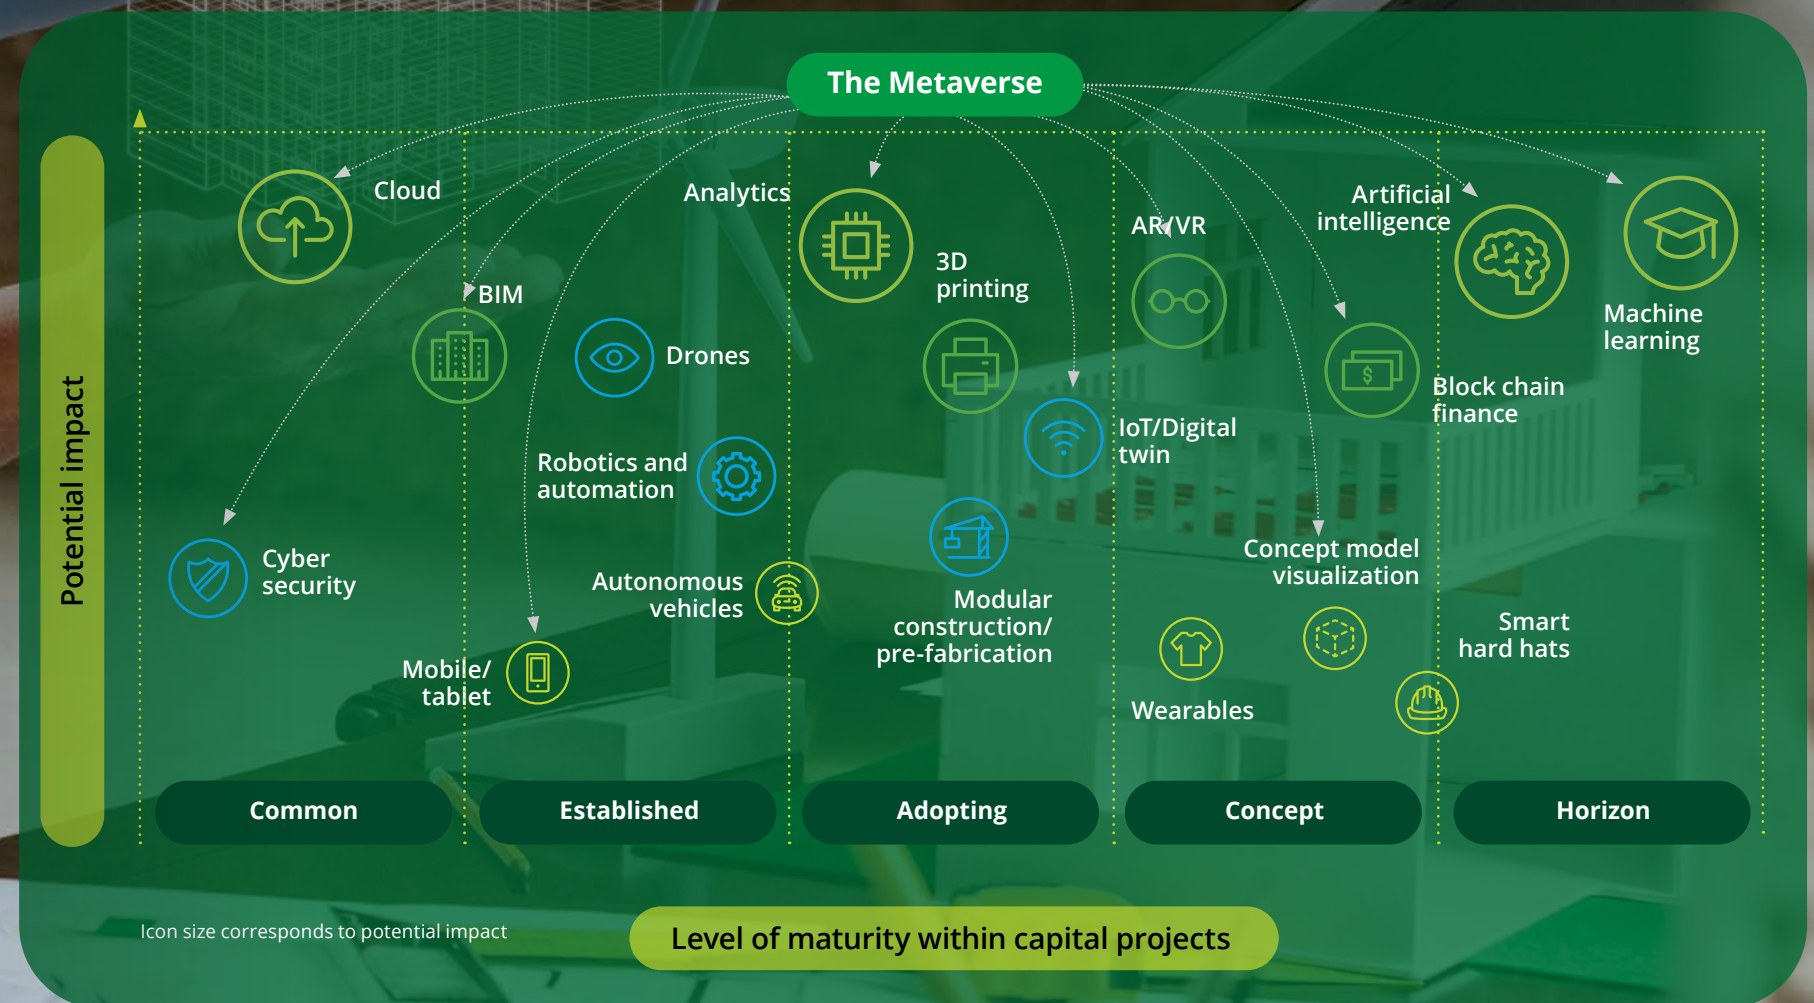 The Metaverse
Potential impact
Cloud
Cyber
security
BIM
Drones
Robotics and
automation
Autonomous
vehicles
Mobile/
tablet
Analytics
3D
printing
IoT/Digital
twin
Modular
construction/
pre-fabrication
AR/VR
Block chain
finance
Concept model
visualization
Wearables
Artificial
intelligence
Machine
learning
Smart
hard hats
$
Common
Established
Adopting
Concept
Horizon
Icon size corresponds to potential impact
Level of maturity within capital projects